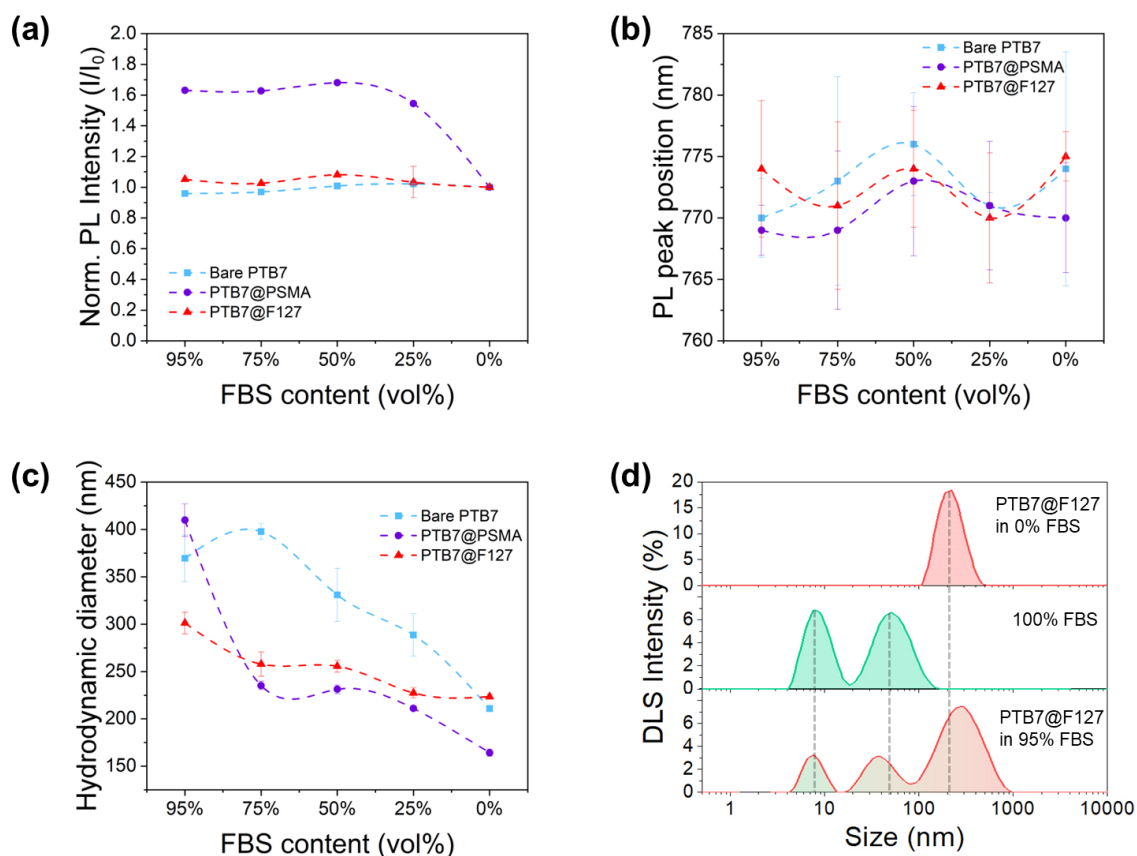 (a)
Norm. PL Intensity (I/I₀)
2.0
1.8
1.6
1.4
1.2
1.0
0.8
0.6
0.4
0.2
0.0
Bare PTB7
PTB7@PSMA
PTB7@F127
95% 75% 50% 25% 0%
FBS content (vol%)
(b)
PL peak position (nm)
785
780
775
770
765
760
Bare PTB7
PTB7@PSMA
PTB7@F127
95% 75% 50% 25% 0%
FBS content (vol%)
(c)
Hydrodynamic diameter (nm)
450
400
350
300
250
200
150
Bare PTB7
PTB7@PSMA
PTB7@F127
95% 75% 50% 25% 0%
FBS content (vol%)
(d)
DLS Intensity (%)
20
15
10
5
0
PTB7@F127
in 0% FBS
6
4
2
0
100% FBS
6
4
2
0
PTB7@F127
in 95% FBS
1 10 100 1000 10000
Size (nm)